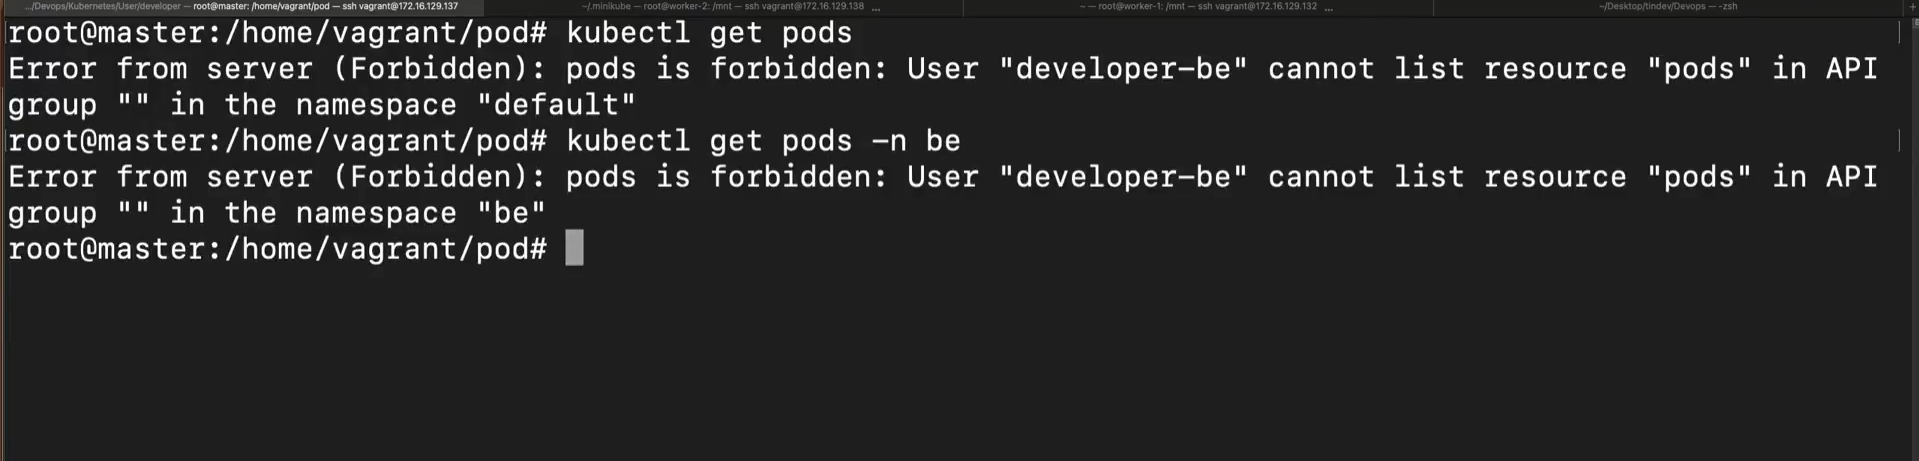 .../Devops/Kubernetes/User/developer — root@master: /home/vagrant/pod — ssh vagrant@172.16.129.137
~/.minikube — root@worker-2: /mnt — ssh vagrant@172.16.129.138 ...
~ — root@worker-1: /mnt — ssh vagrant@172.16.129.132 ...
~/Desktop/tindev/Devops — -zsh
root@master:/home/vagrant/pod# kubectl get pods
Error from server (Forbidden): pods is forbidden: User "developer-be" cannot list resource "pods" in API
group "" in the namespace "default"
root@master:/home/vagrant/pod# kubectl get pods -n be
Error from server (Forbidden): pods is forbidden: User "developer-be" cannot list resource "pods" in API
group "" in the namespace "be"
root@master:/home/vagrant/pod#